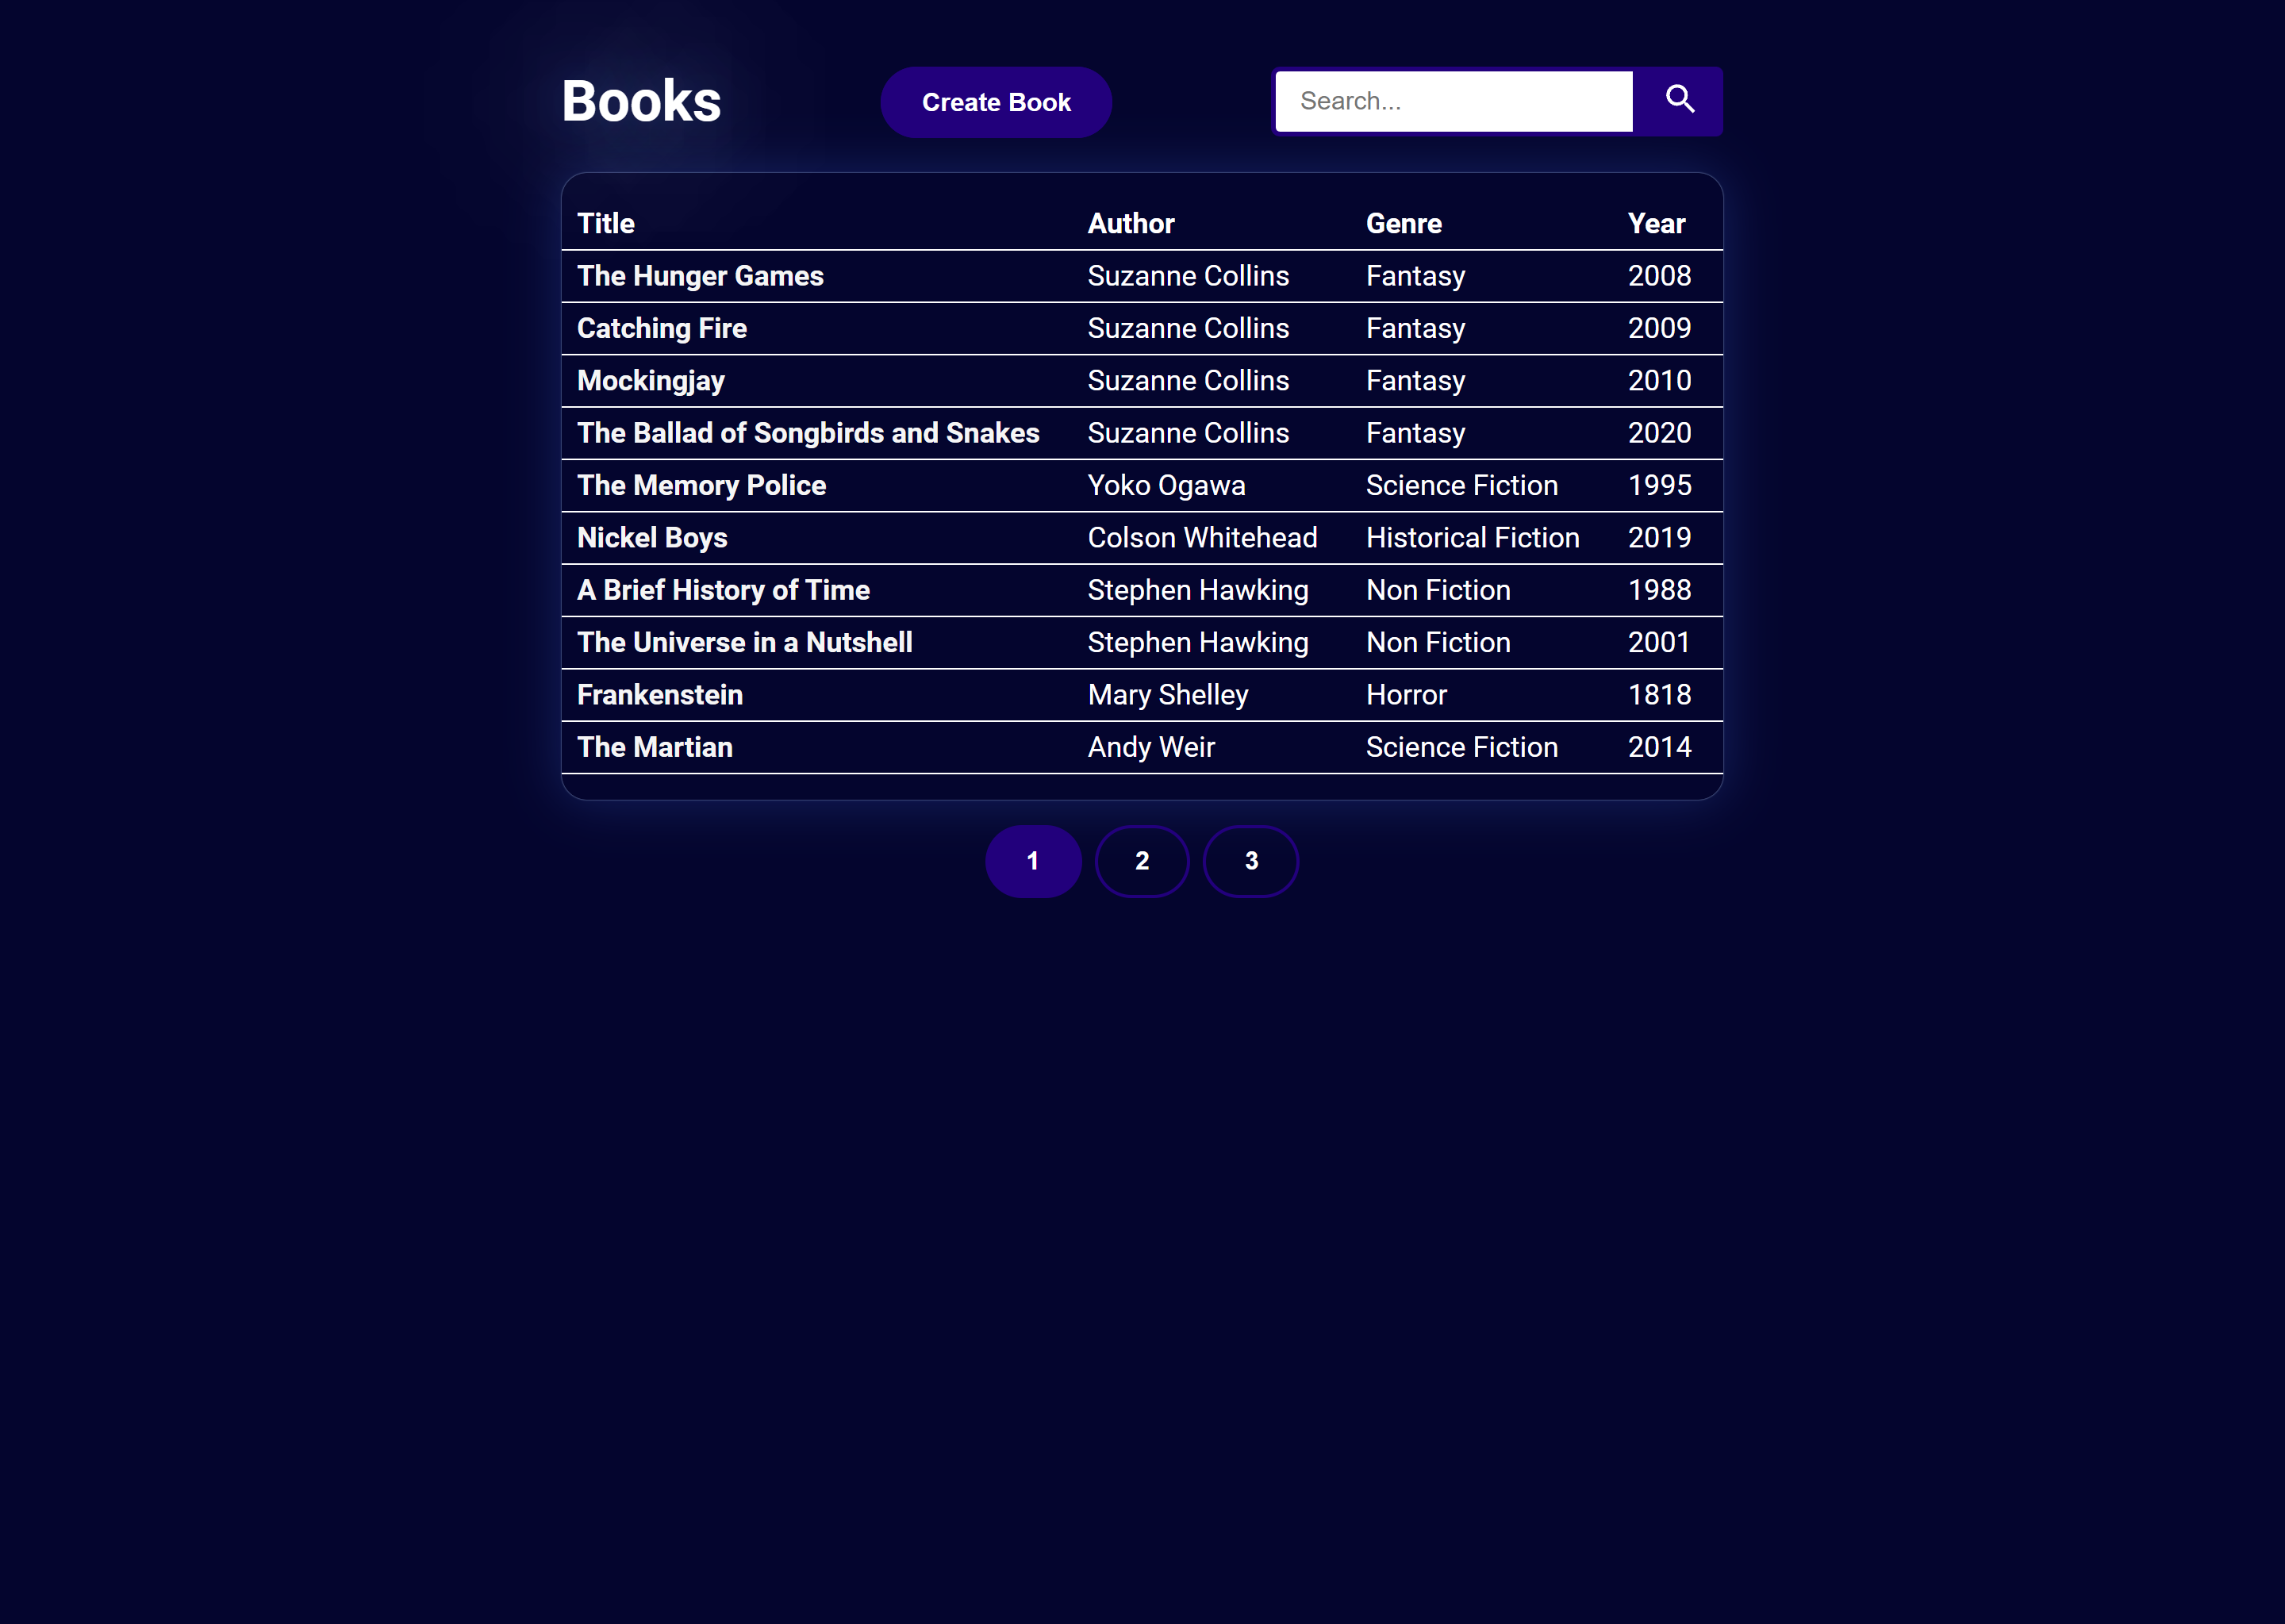 Books Create Book Search...
Title Author Genre Year
The Hunger Games Suzanne Collins Fantasy 2008
Catching Fire Suzanne Collins Fantasy 2009
Mockingjay Suzanne Collins Fantasy 2010
The Ballad of Songbirds and Snakes Suzanne Collins Fantasy 2020
The Memory Police Yoko Ogawa Science Fiction 1995
Nickel Boys Colson Whitehead Historical Fiction 2019
A Brief History of Time Stephen Hawking Non Fiction 1988
The Universe in a Nutshell Stephen Hawking Non Fiction 2001
Frankenstein Mary Shelley Horror 1818
The Martian Andy Weir Science Fiction 2014
1 2 3